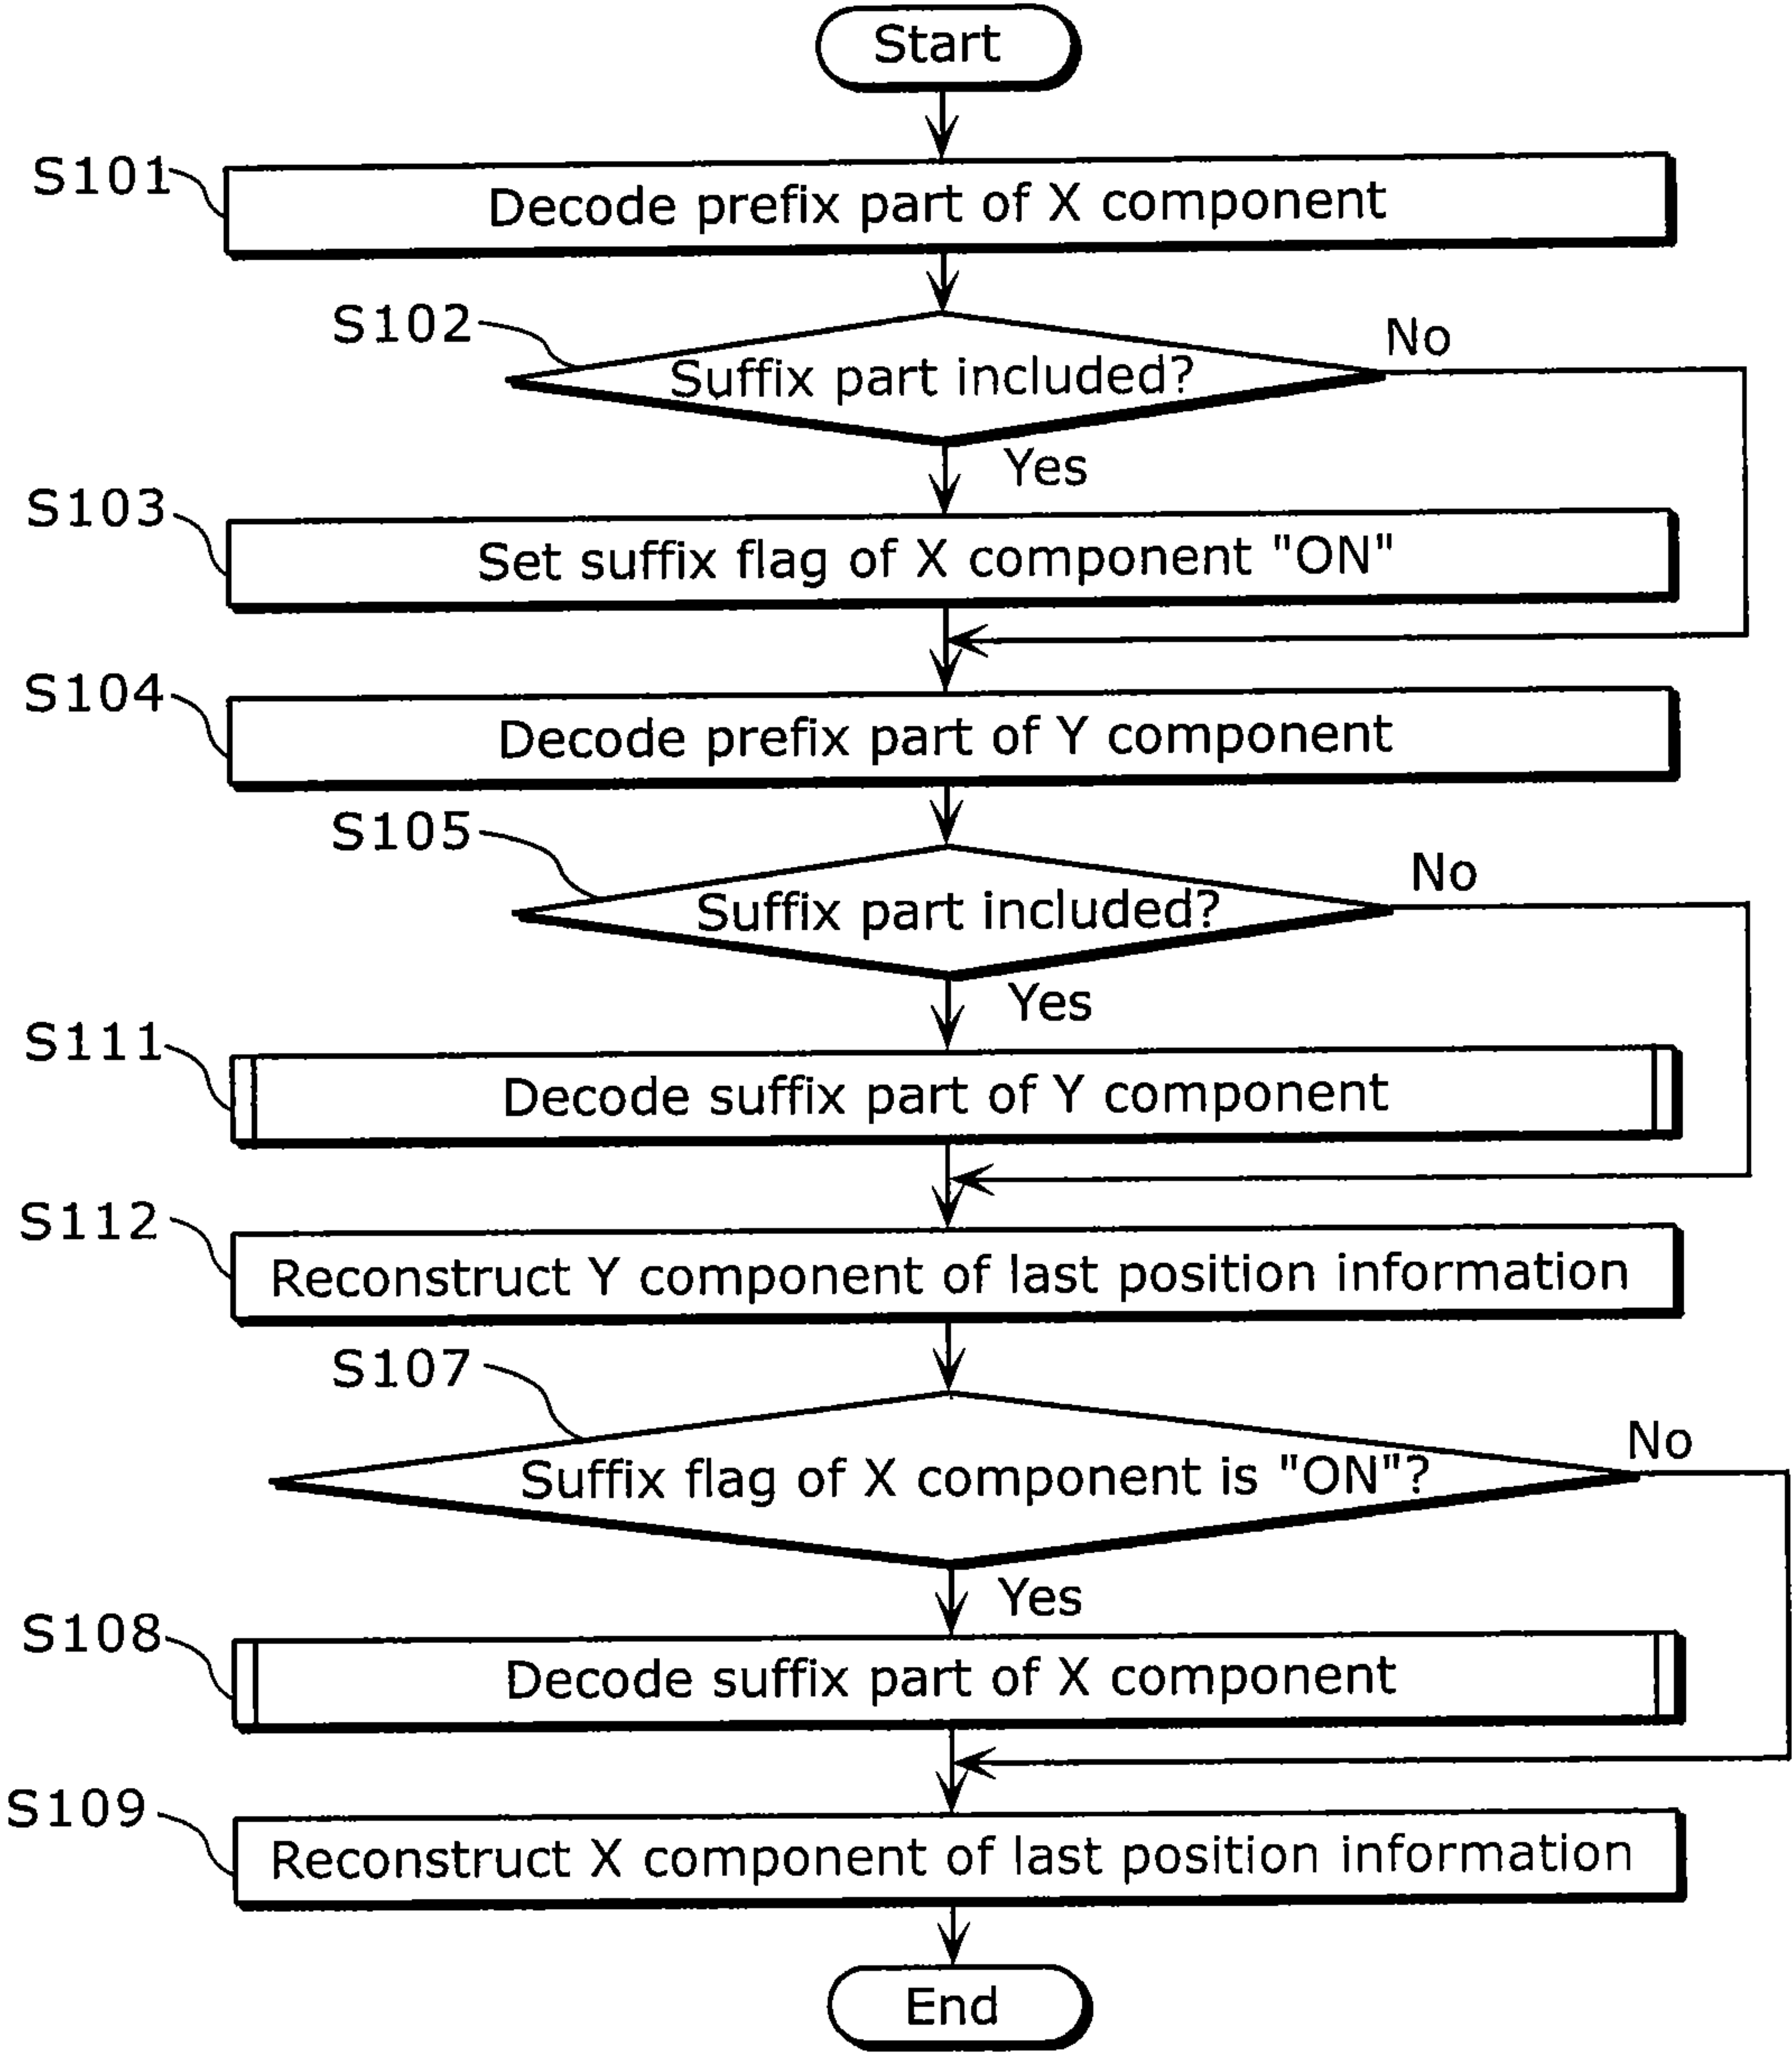 Start
S101
Decode prefix part of X component
S102
Suffix part included?
No
Yes
S103
Set suffix flag of X component "ON"
S104
Decode prefix part of Y component
S105
Suffix part included?
No
Yes
S111
Decode suffix part of Y component
S112
Reconstruct Y component of last position information
S107
Suffix flag of X component is "ON"?
No
Yes
S108
Decode suffix part of X component
S109
Reconstruct X component of last position information
End